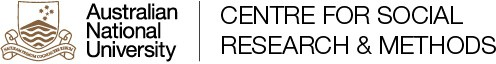 Australian
National
University
CENTRE FOR SOCIAL
RESEARCH & METHODS